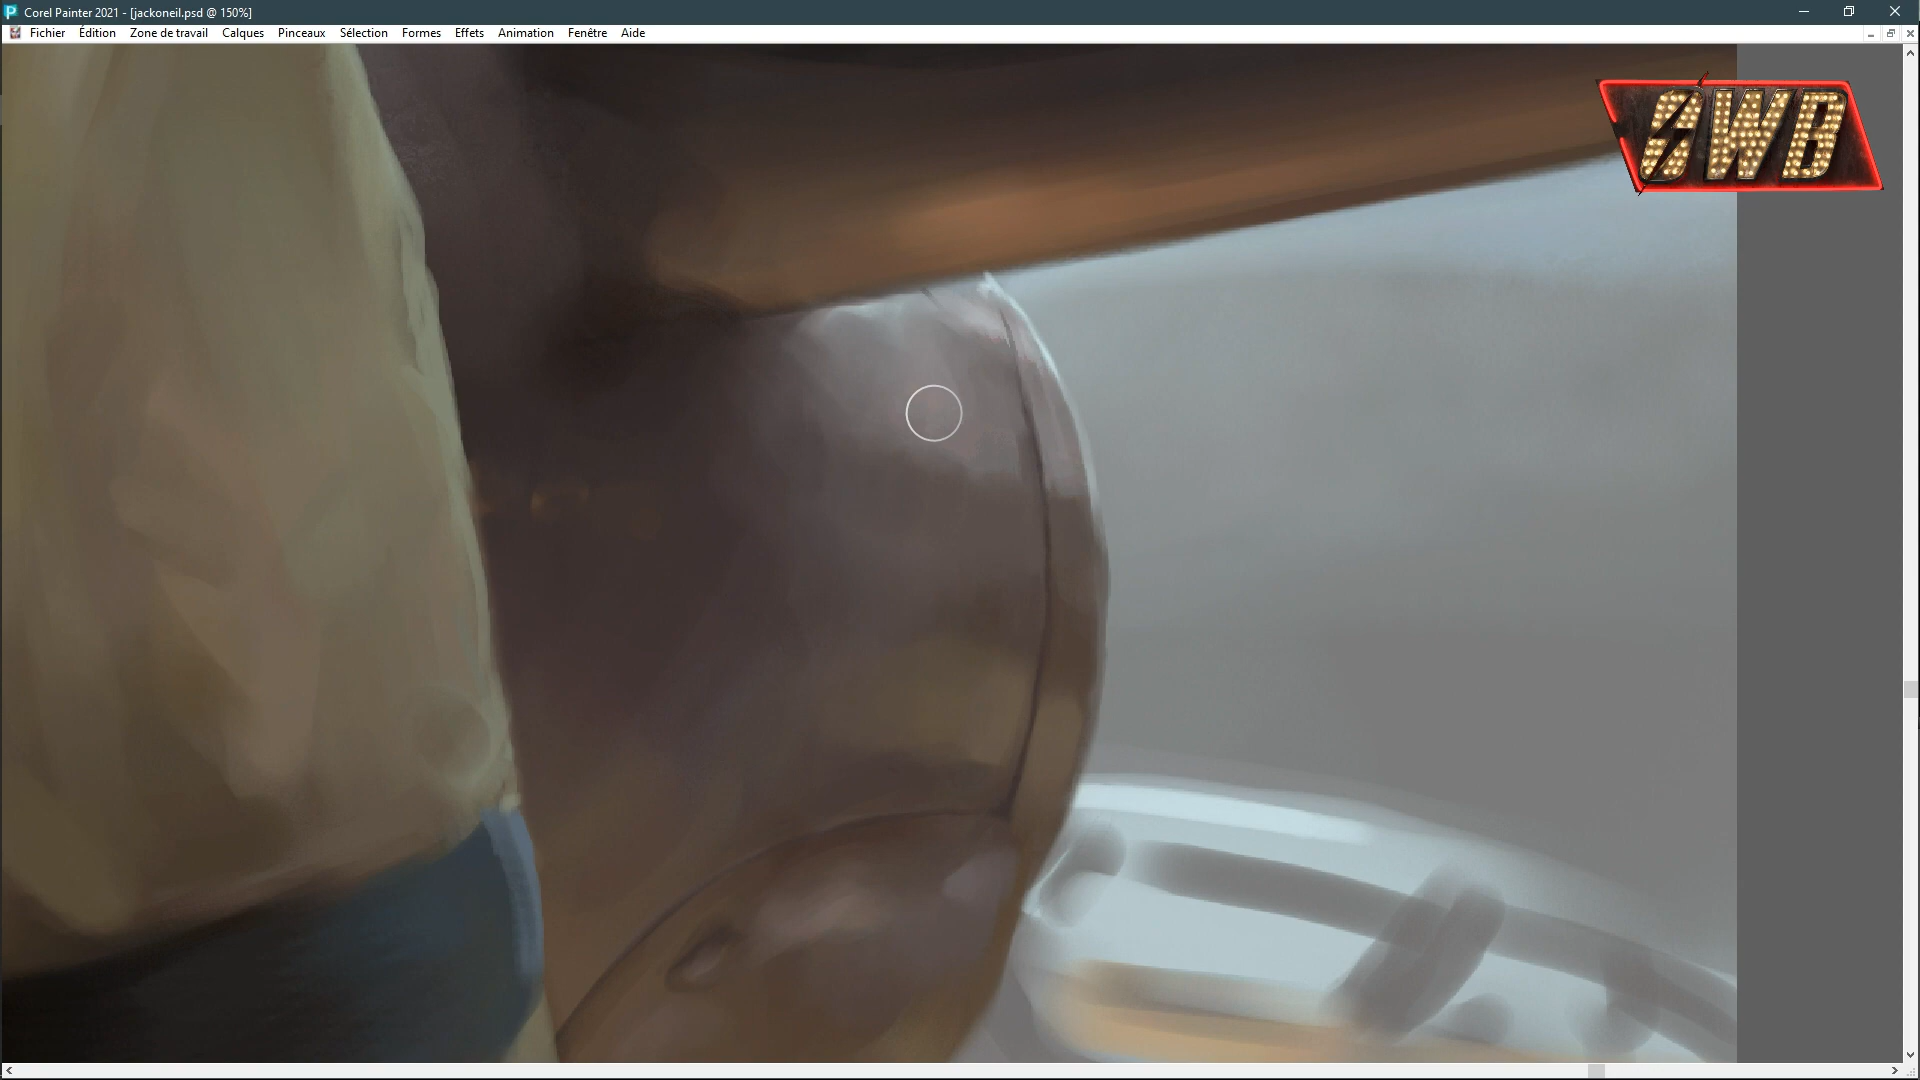 Corel Painter 2021 - [jackoneil.psd @ 150%]
Fichier Édition Zone de travail Calques Pinceaux Sélection Formes Effets Animation Fenêtre Aide
GWB